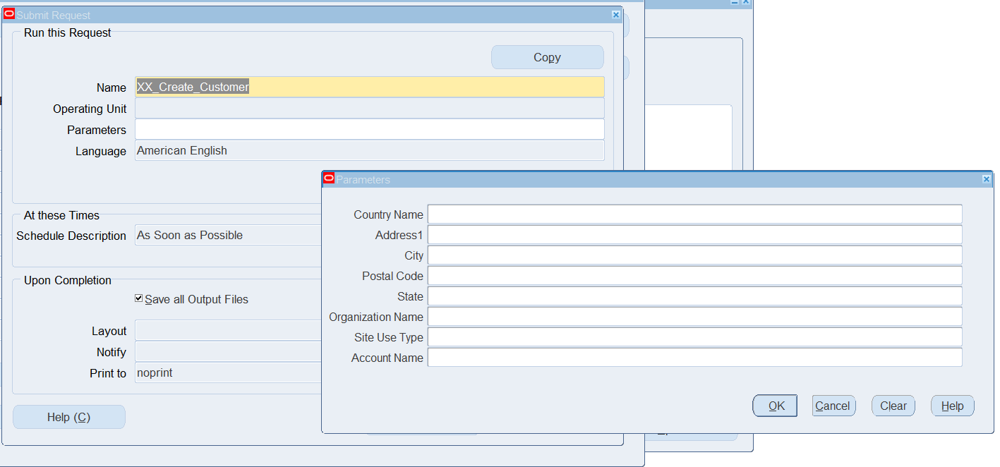 Submit Request
Run this Request
Copy
Name XX_Create_Customer
Operating Unit
Parameters
Language American English
At these Times
Schedule Description As Soon as Possible
Upon Completion
Save all Output Files
Layout
Notify
Print to noprint
Help (C)
Parameters
Country Name
Address1
City
Postal Code
State
Organization Name
Site Use Type
Account Name
OK Cancel Clear Help